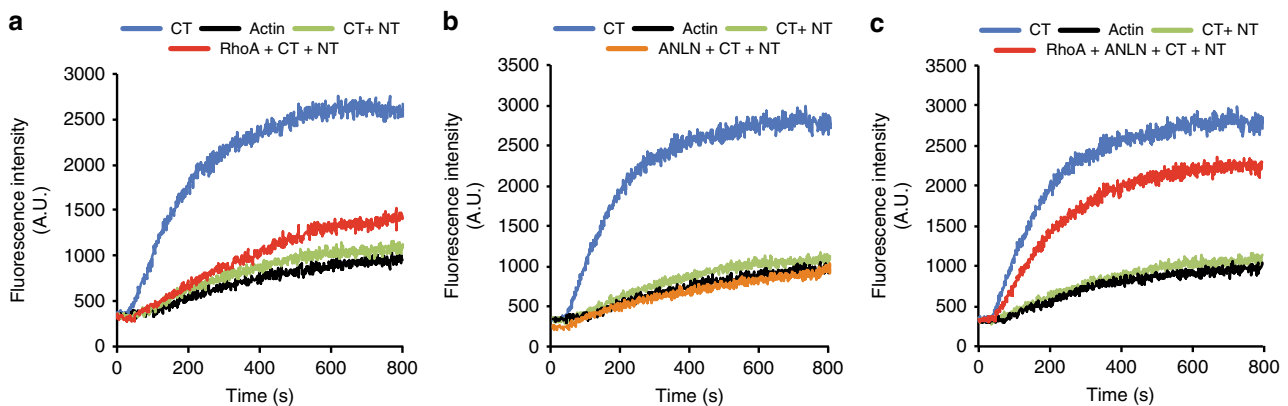 a
CT Actin CT+ NT
RhoA + CT + NT
Fluorescence intensity
(A.U.)
3000
2500
2000
1500
1000
500
0
0 200 400 600 800
Time (s)
b
CT Actin CT+ NT
ANLN + CT + NT
Fluorescence intensity
(A.U.)
3500
3000
2500
2000
1500
1000
500
0
0 200 400 600 800
Time (s)
c
CT Actin CT+ NT
RhoA + ANLN + CT + NT
Fluorescence intensity
(A.U.)
3500
3000
2500
2000
1500
1000
500
0
0 200 400 600 800
Time (s)